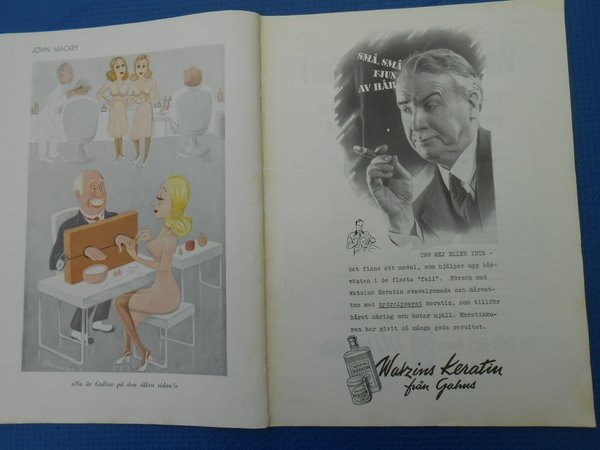 JOHN MACKEY
»Nu är Gubben på den säkra sidan!»
SMÅ, SMÅ
FJUN
AV HÅR
TRO MEJ ELLER INTE -
det finns ett medel, som hjälper upp hår-
växten i de flesta "fall". Försök med
Watzins Keratin svavelpomada och hårvat-
ten med hydrolyserat keratin, som tillför
håret näring och botar mjäll. Keratinku-
ren har givit så många goda resultat.
KERATIN
Watzins Keratin
från Gahns